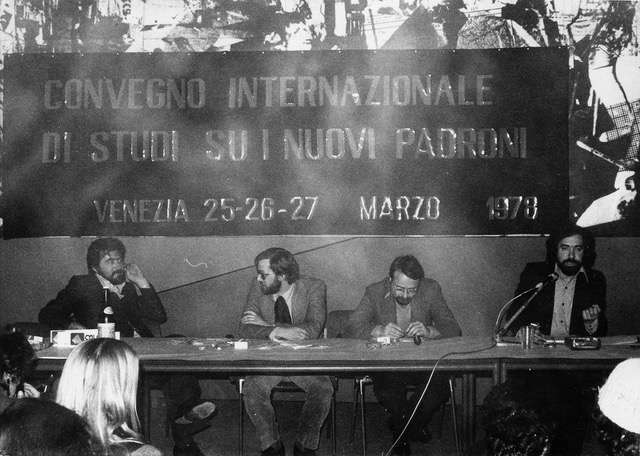 CONVEGNO INTERNAZIONALE
DI STUDI SU I NUOVI PADRONI
VENEZIA 25-26-27 MARZO 1978